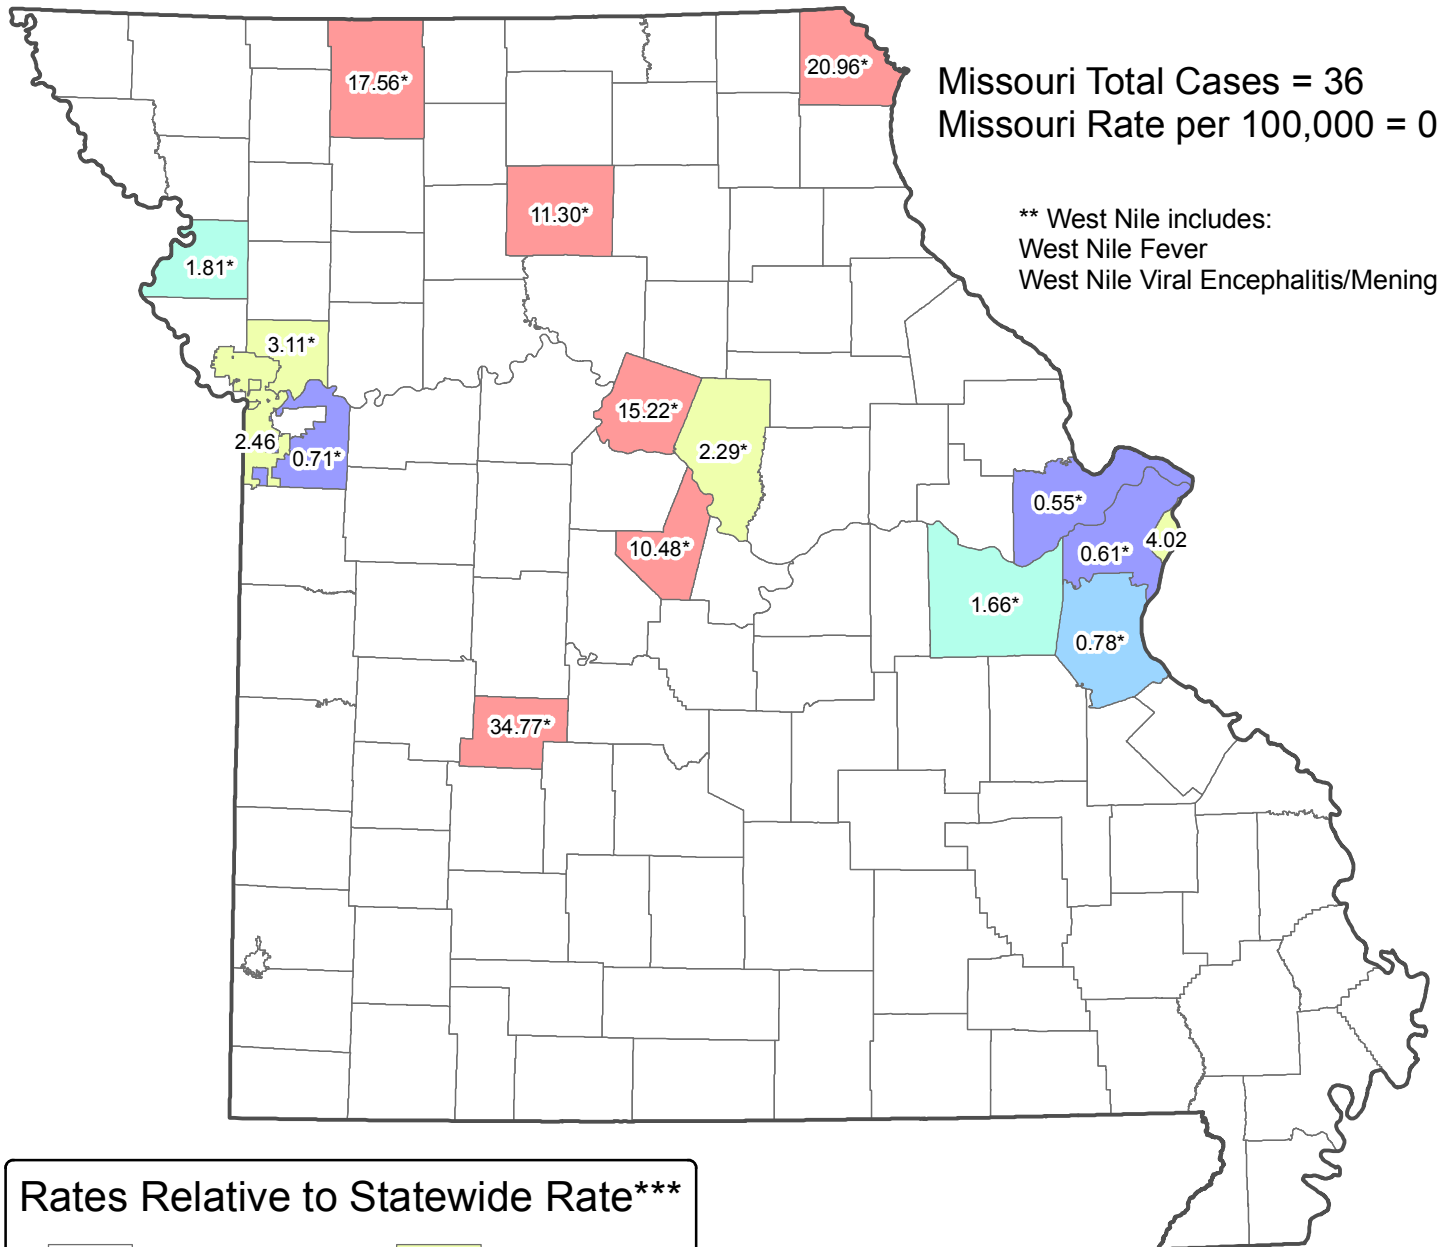 17.56*
20.96*
Missouri Total Cases = 36
Missouri Rate per 100,000 = 0
11.30*
** West Nile includes:
West Nile Fever
West Nile Viral Encephalitis/Mening
1.81*
3.11*
15.22*
2.46
0.71*
2.29*
0.55*
10.48*
0.61*
4.02
1.66*
0.78*
34.77*
Rates Relative to Statewide Rate***